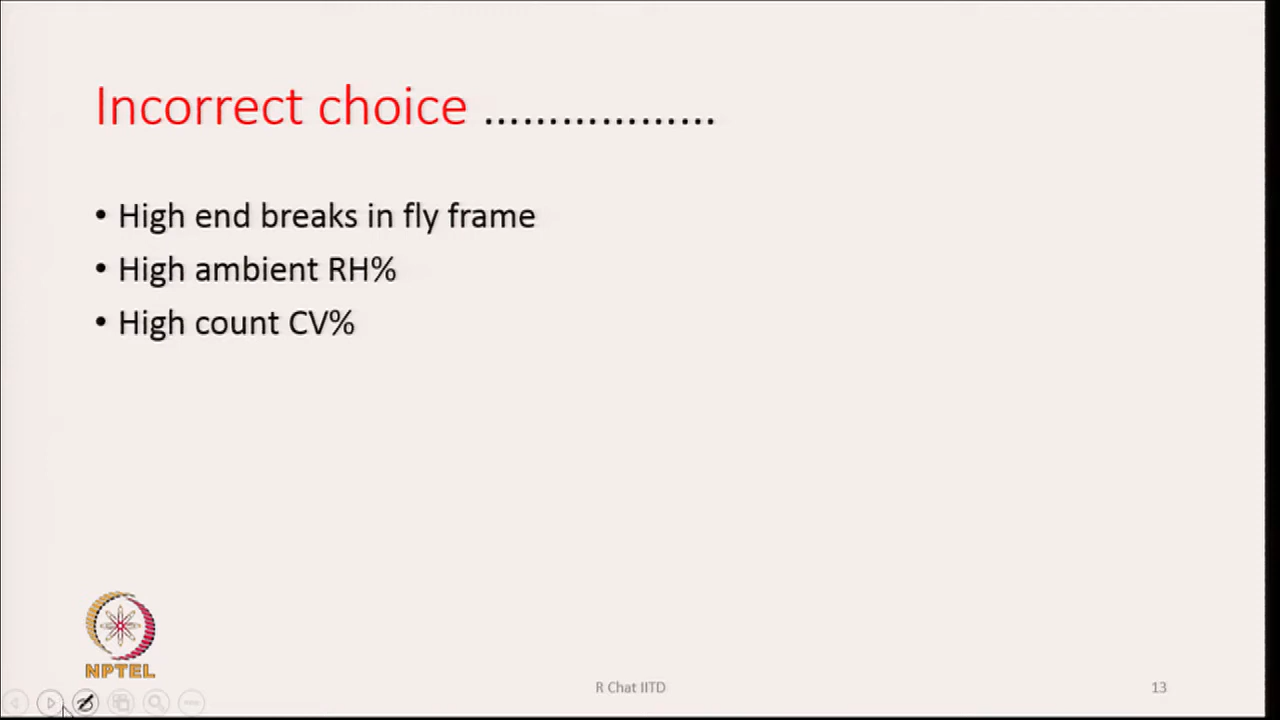 Incorrect choice ..................
• High end breaks in fly frame
• High ambient RH%
• High count CV%
NPTEL
R Chat IITD
13